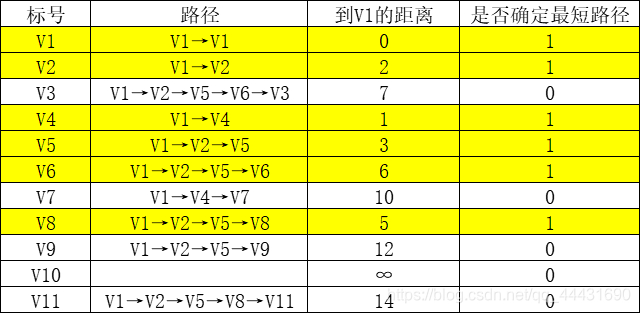 标号 路径 到V1的距离 是否确定最短路径
V1 V1→V1 0 1
V2 V1→V2 2 1
V3 V1→V2→V5→V6→V3 7 0
V4 V1→V4 1 1
V5 V1→V2→V5 3 1
V6 V1→V2→V5→V6 6 1
V7 V1→V4→V7 10 0
V8 V1→V2→V5→V8 5 1
V9 V1→V2→V5→V9 12 0
V10 ∞ 0
V11 V1→V2→V5→V8→V11 14 0
https://blog.csdn.net/qq_44431690